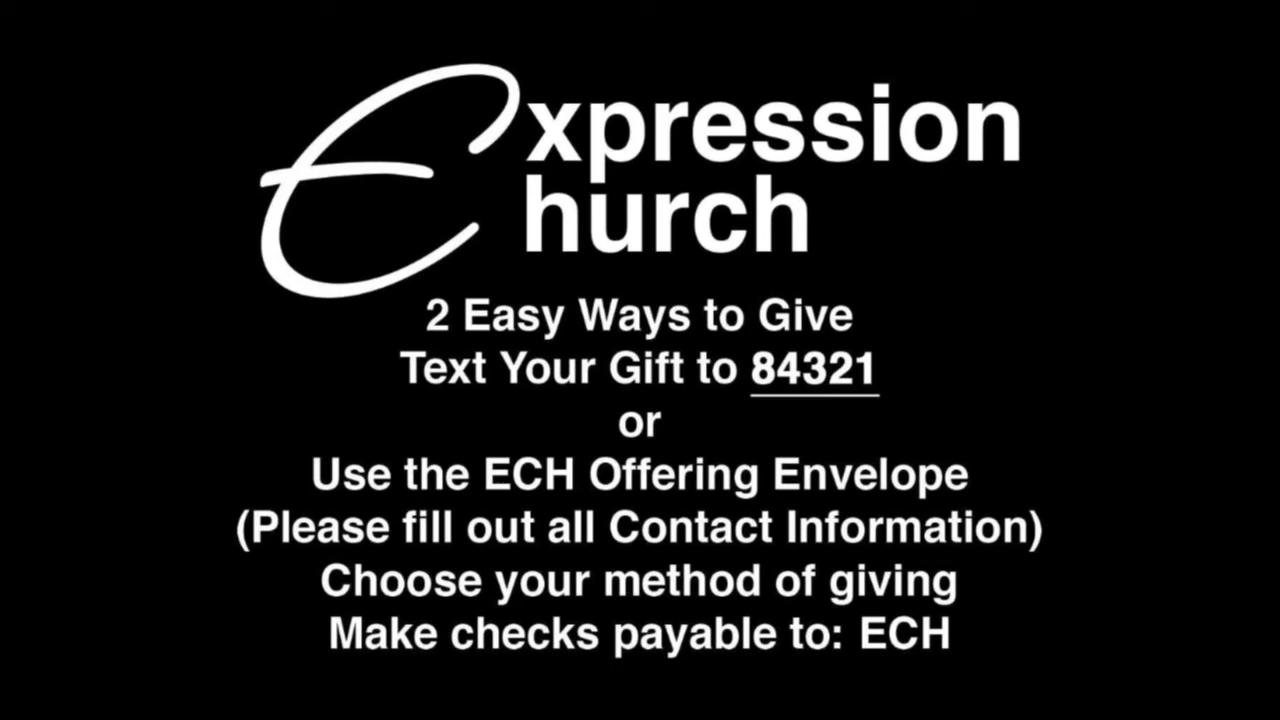 Expression
Church
2 Easy Ways to Give
Text Your Gift to 84321
or
Use the ECH Offering Envelope
(Please fill out all Contact Information)
Choose your method of giving
Make checks payable to: ECH